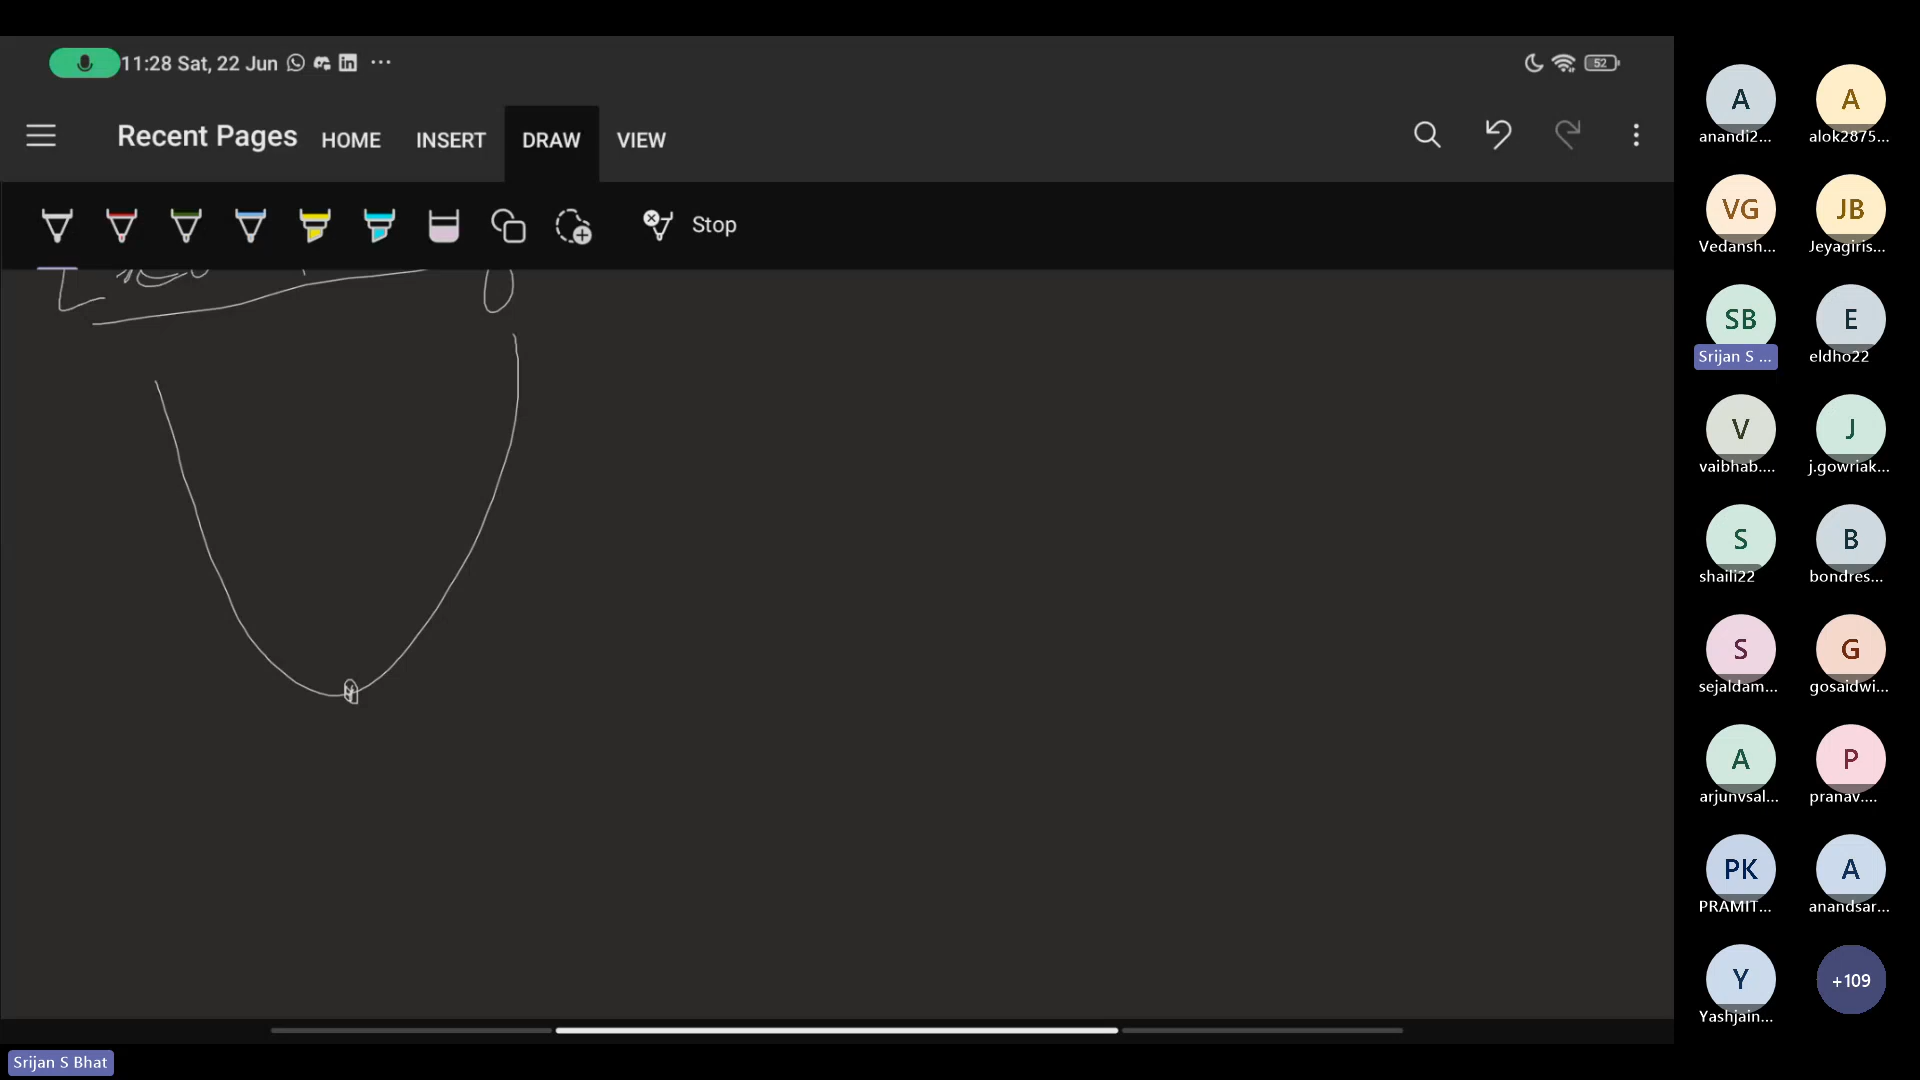 11:28 Sat, 22 Jun
52
Recent Pages HOME INSERT DRAW VIEW
Stop
A
anandi2...
A
alok2875...
VG
Vedansh...
JB
Jeyagiris...
SB
Srijan S ...
E
eldho22
V
vaibhab....
J
j.gowriak...
S
shaili22
B
bondres...
S
sejaldam...
G
gosaidwi...
A
arjunvsal...
P
pranav....
PK
PRAMIT...
A
anandsar...
Y
Yashjain...
+109
Srijan S Bhat